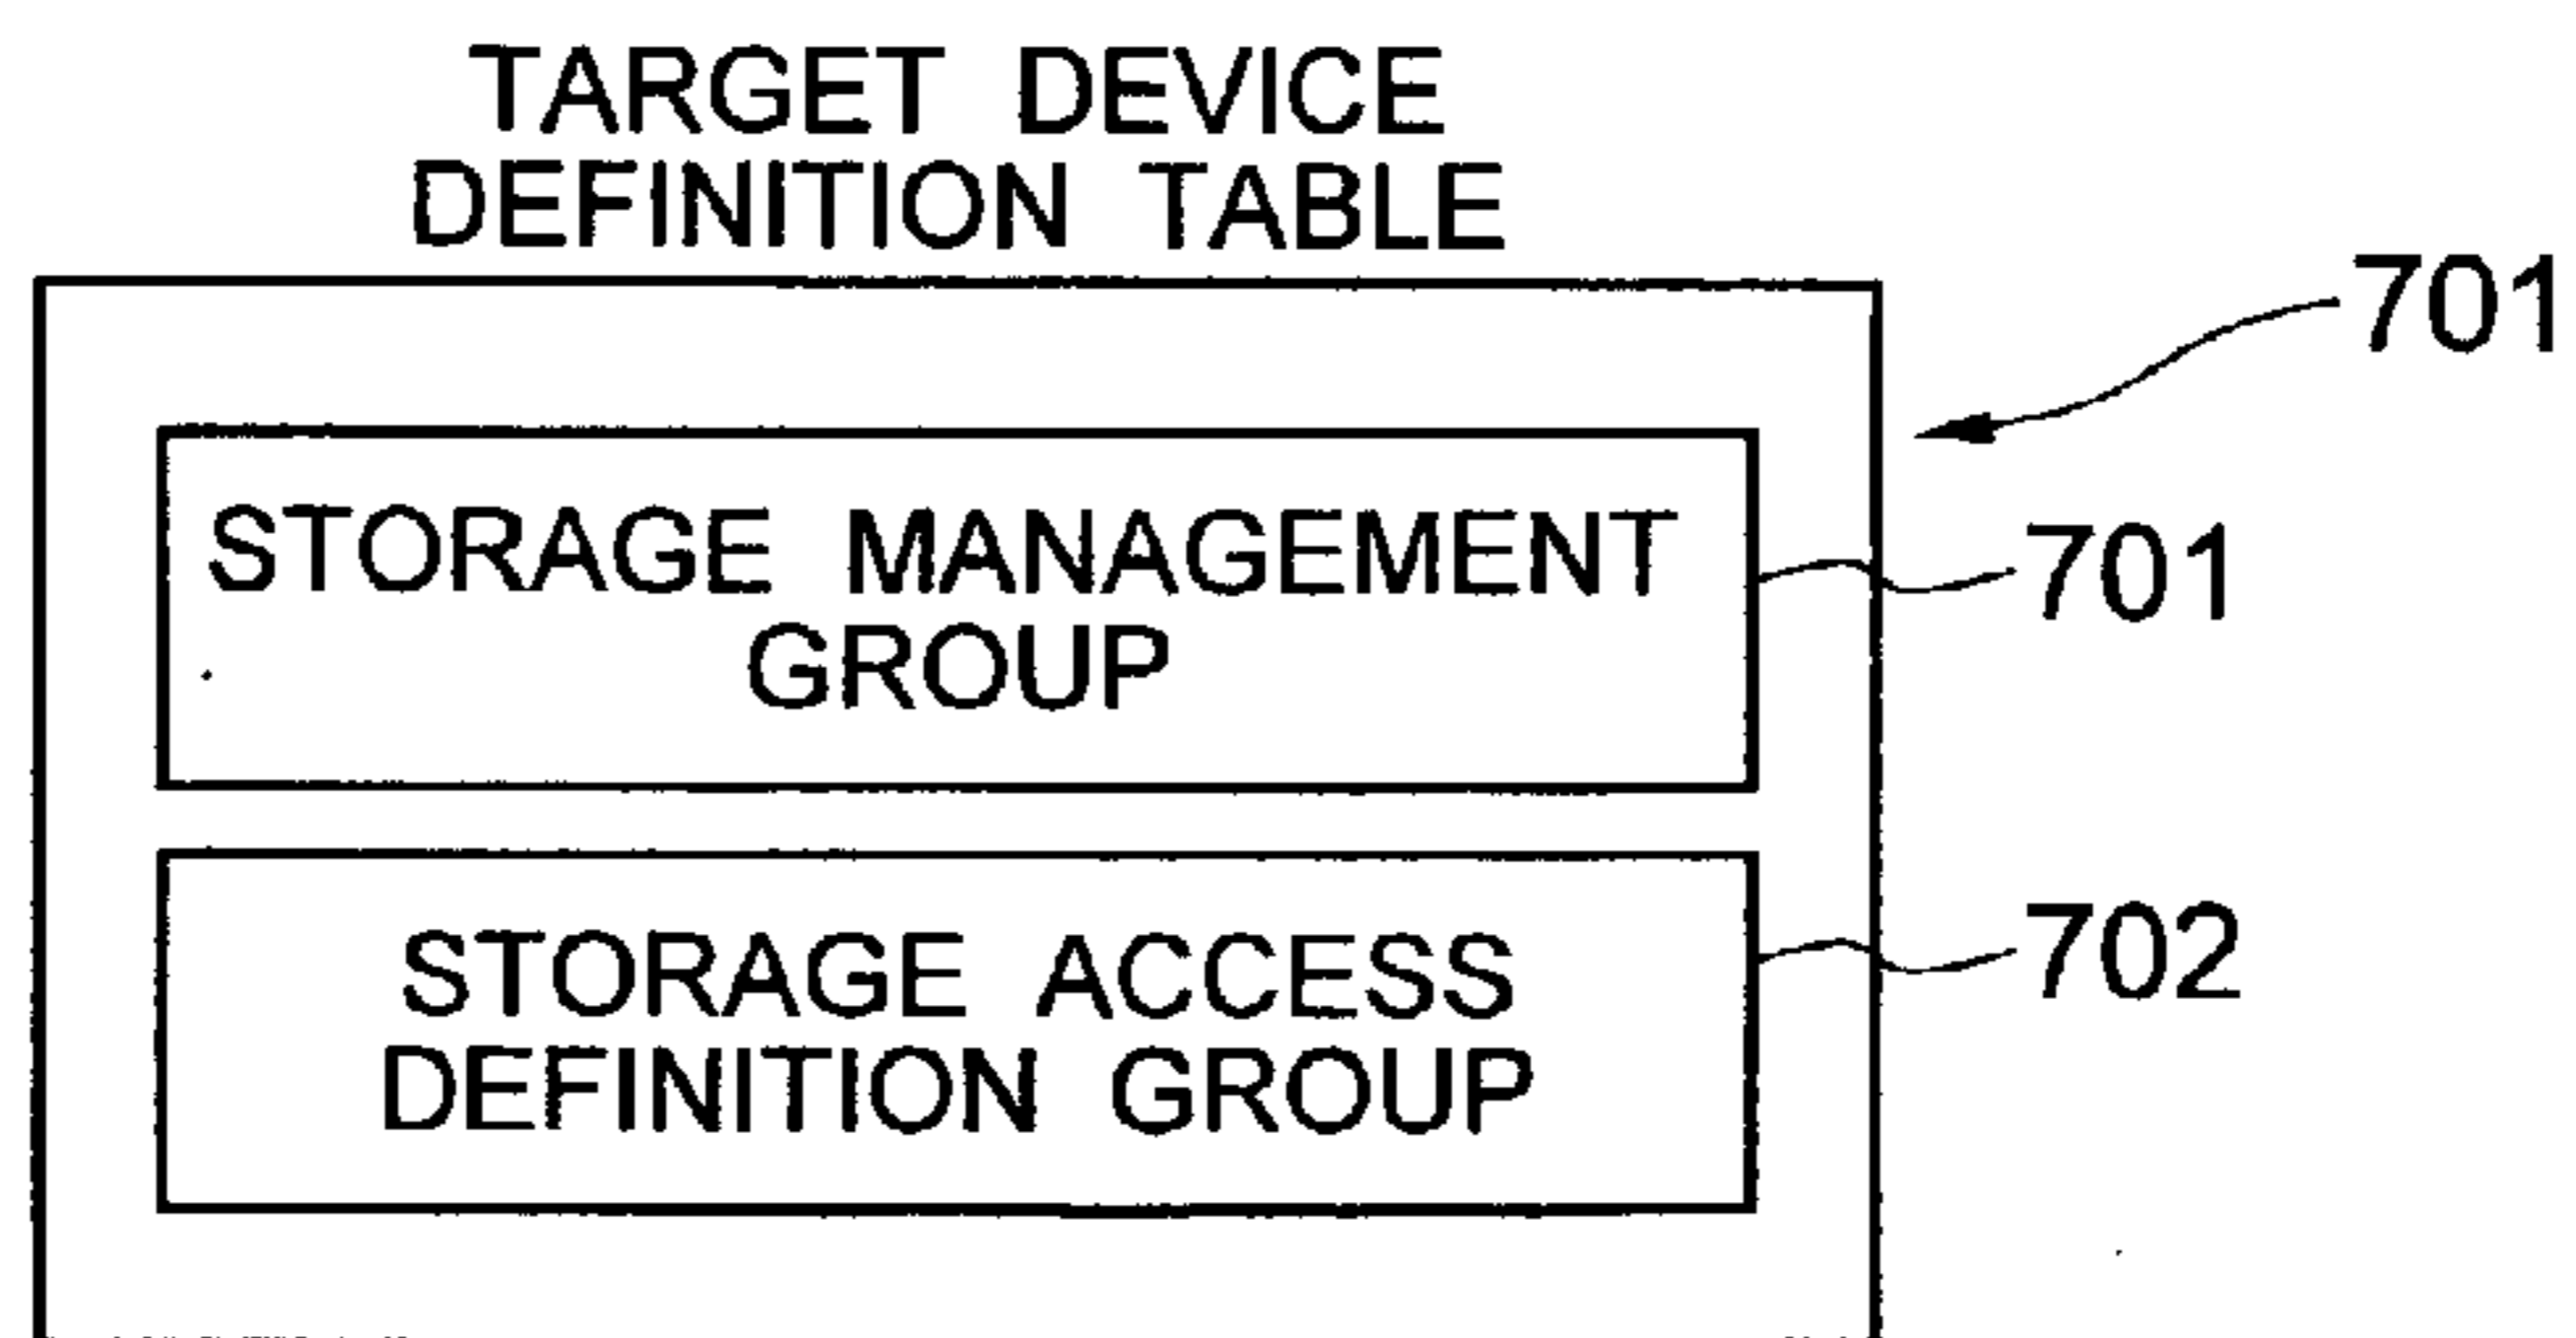 TARGET DEVICE
DEFINITION TABLE
701
STORAGE MANAGEMENT
GROUP
701
STORAGE ACCESS
DEFINITION GROUP
702